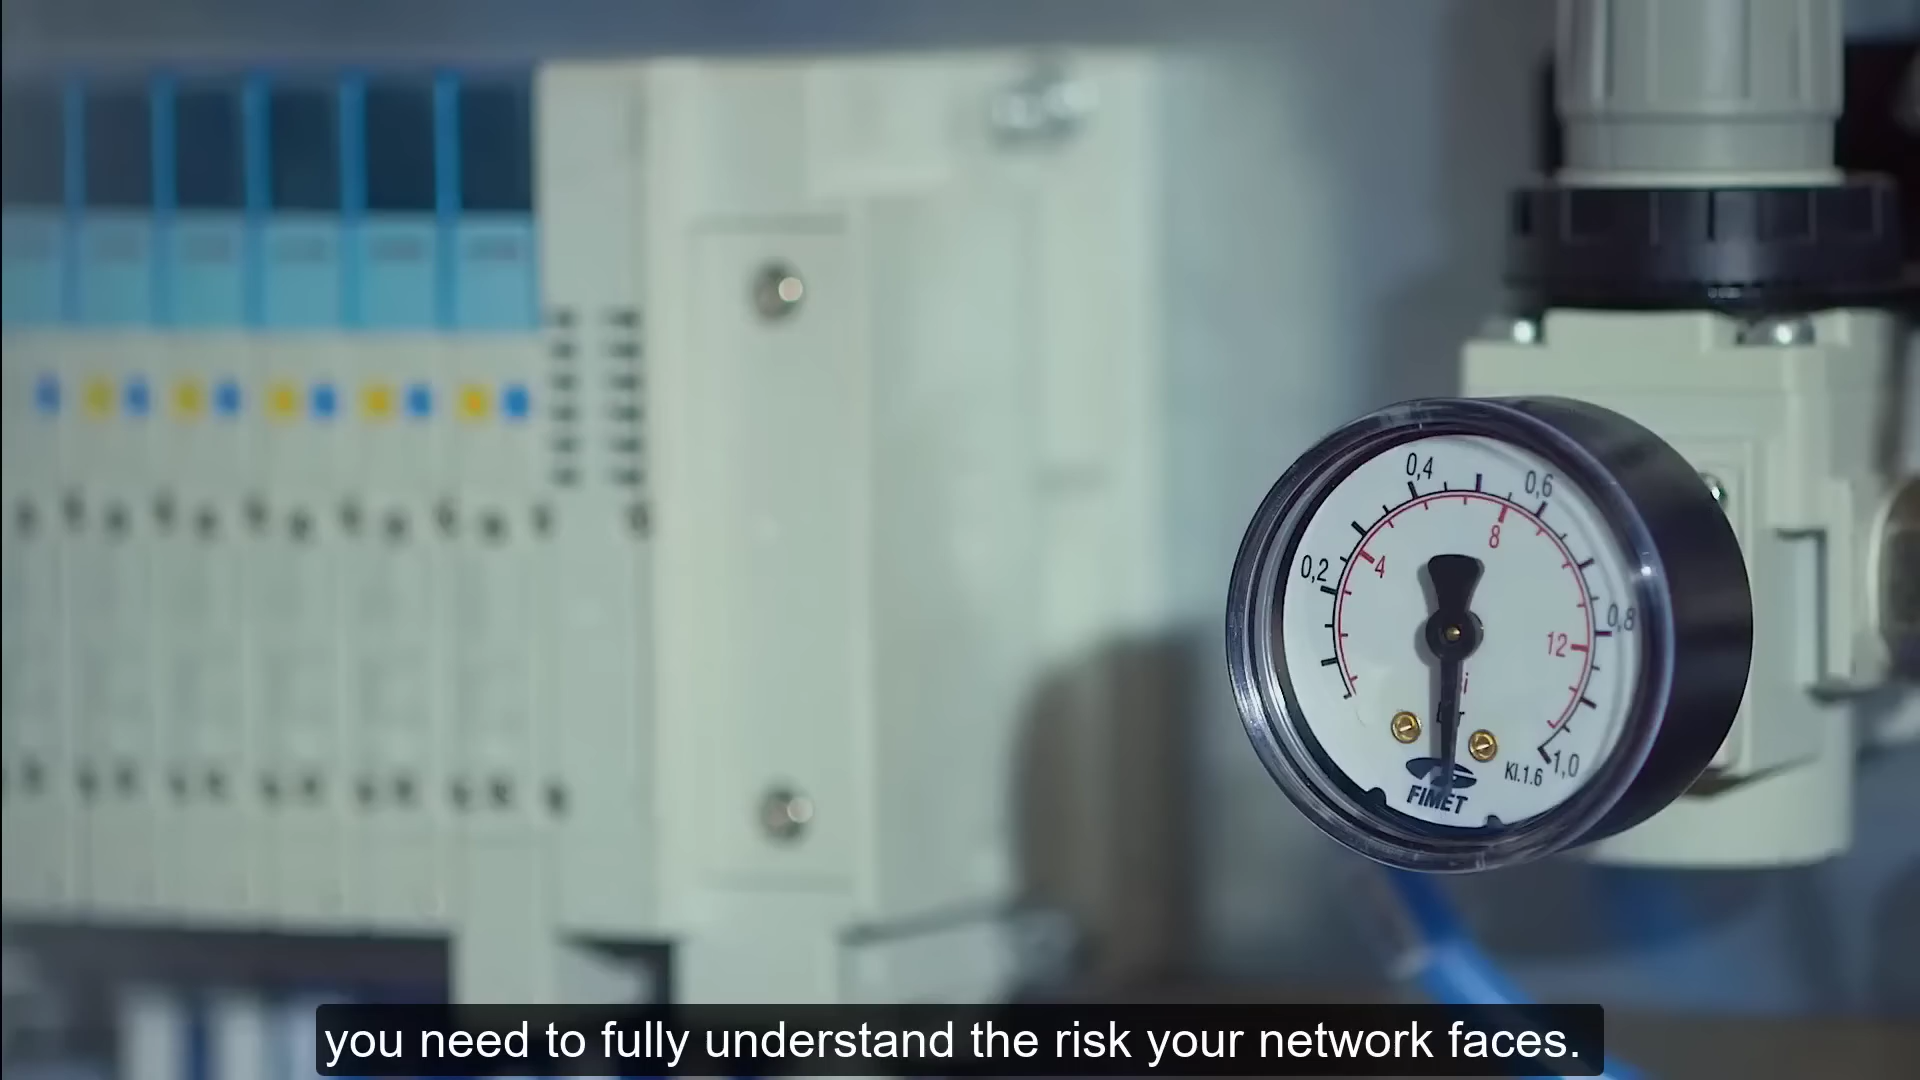 0,4
0,6
8
0,2
4
0,8
12
Kl.1.6
1,0
FIMET
you need to fully understand the risk your network faces.